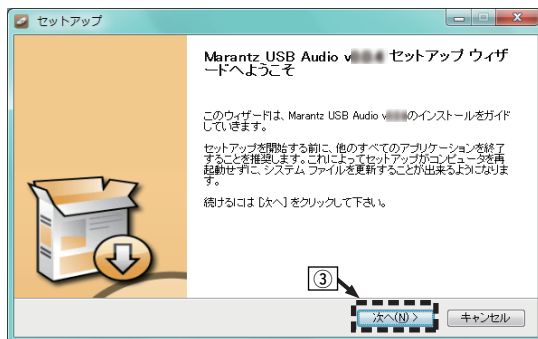 セットアップ
Marantz USB Audio v セットアップ ウィザ
ードへようこそ
このウィザードは、Marantz USB Audio v のインストールをガイド
していきます。
セットアップを開始する前に、他のすべてのアプリケーションを終了
することを推奨します。これによってセットアップがコンピュータを再
起動せずに、システム ファイルを更新することが出来るようになりま
す。
続けるには [次へ] をクリックして下さい。
③
次へ(N) >
キャンセル